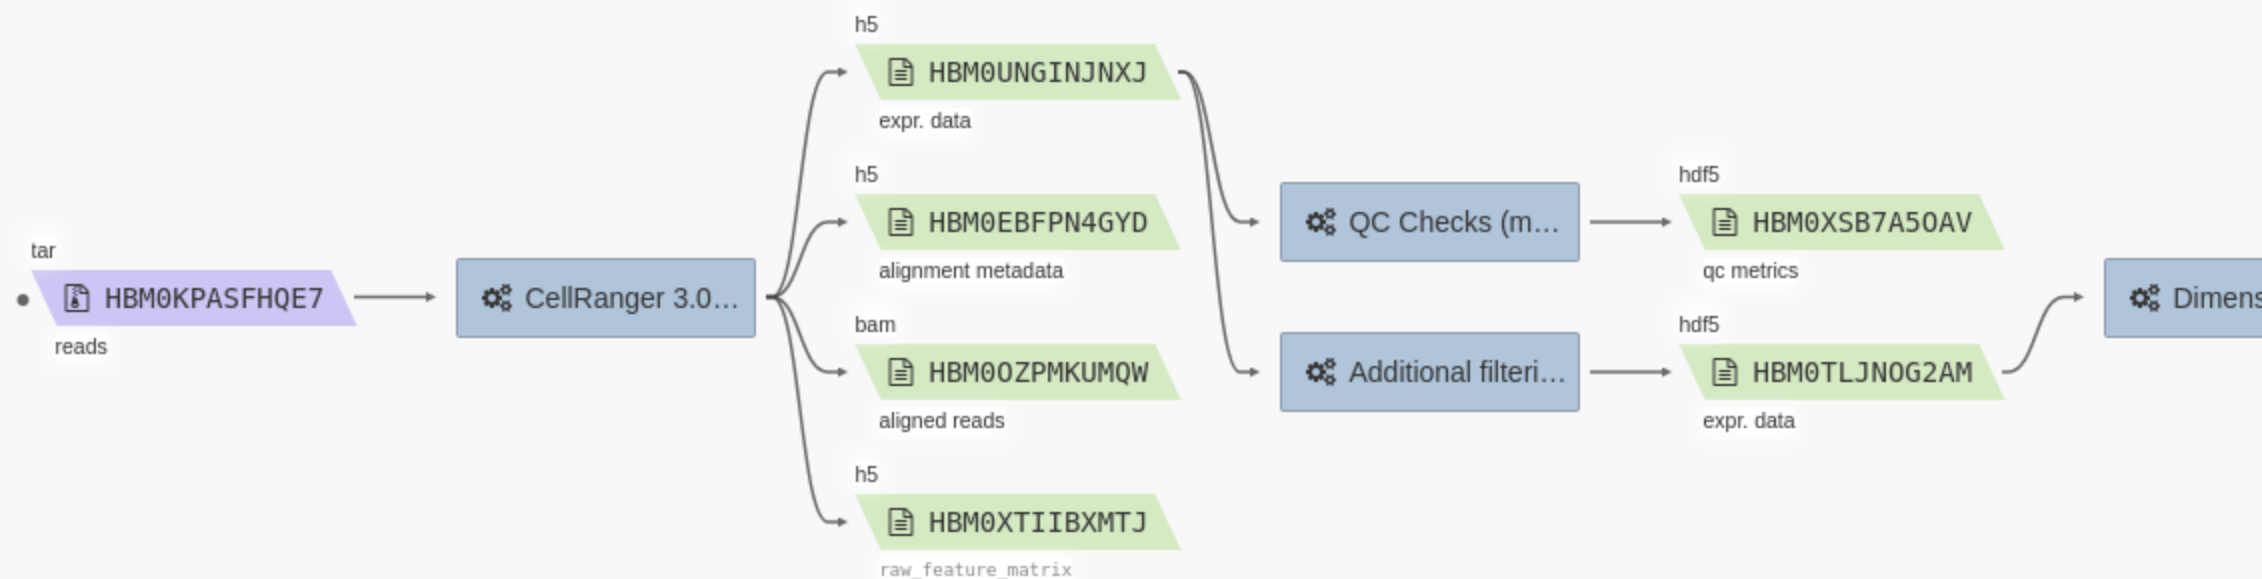 tar
HBM0KPASFHQE7
reads
CellRanger 3.0...
h5
HBM0UNGINJNXJ
expr. data
h5
HBM0EBFPN4GYD
alignment metadata
bam
HBM0OZPMKUMQW
aligned reads
h5
HBM0XTIIBXMTJ
raw_feature_matrix
QC Checks (m...
Additional filteri...
hdf5
HBM0XSB7A5OAV
qc metrics
hdf5
HBM0TLJNOG2AM
expr. data
Dimens